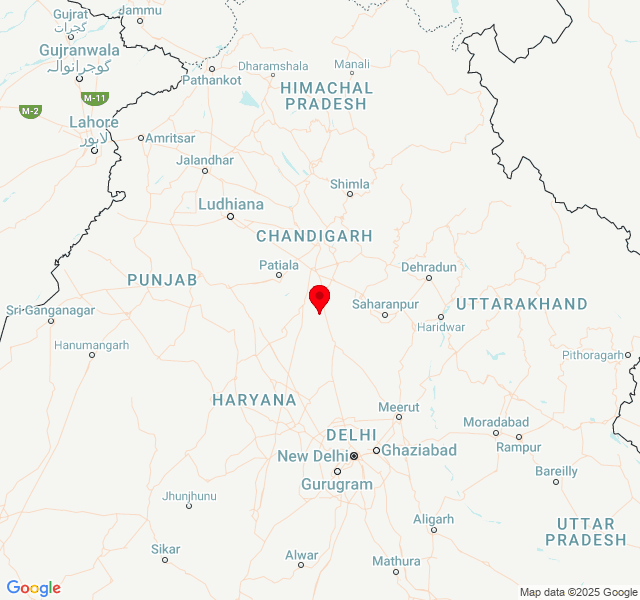 Gujrat
گجرات
Jammu
Gujranwala
گوجرانوالہ
Pathankot
Dharamshala
Manali
HIMACHAL
PRADESH
M-11
M-2
Lahore
لاہور
Amritsar
Jalandhar
Shimla
Ludhiana
CHANDIGARH
Patiala
Dehradun
PUNJAB
Saharanpur
UTTARAKHAND
Sri Ganganagar
Haridwar
Hanumangarh
Pithoragarh
HARYANA
Meerut
Moradabad
DELHI
Rampur
New Delhi
Ghaziabad
Gurugram
Bareilly
Jhunjhunu
Aligarh
UTTAR
PRADESH
Sikar
Alwar
Mathura
Google
Map data ©2025 Google